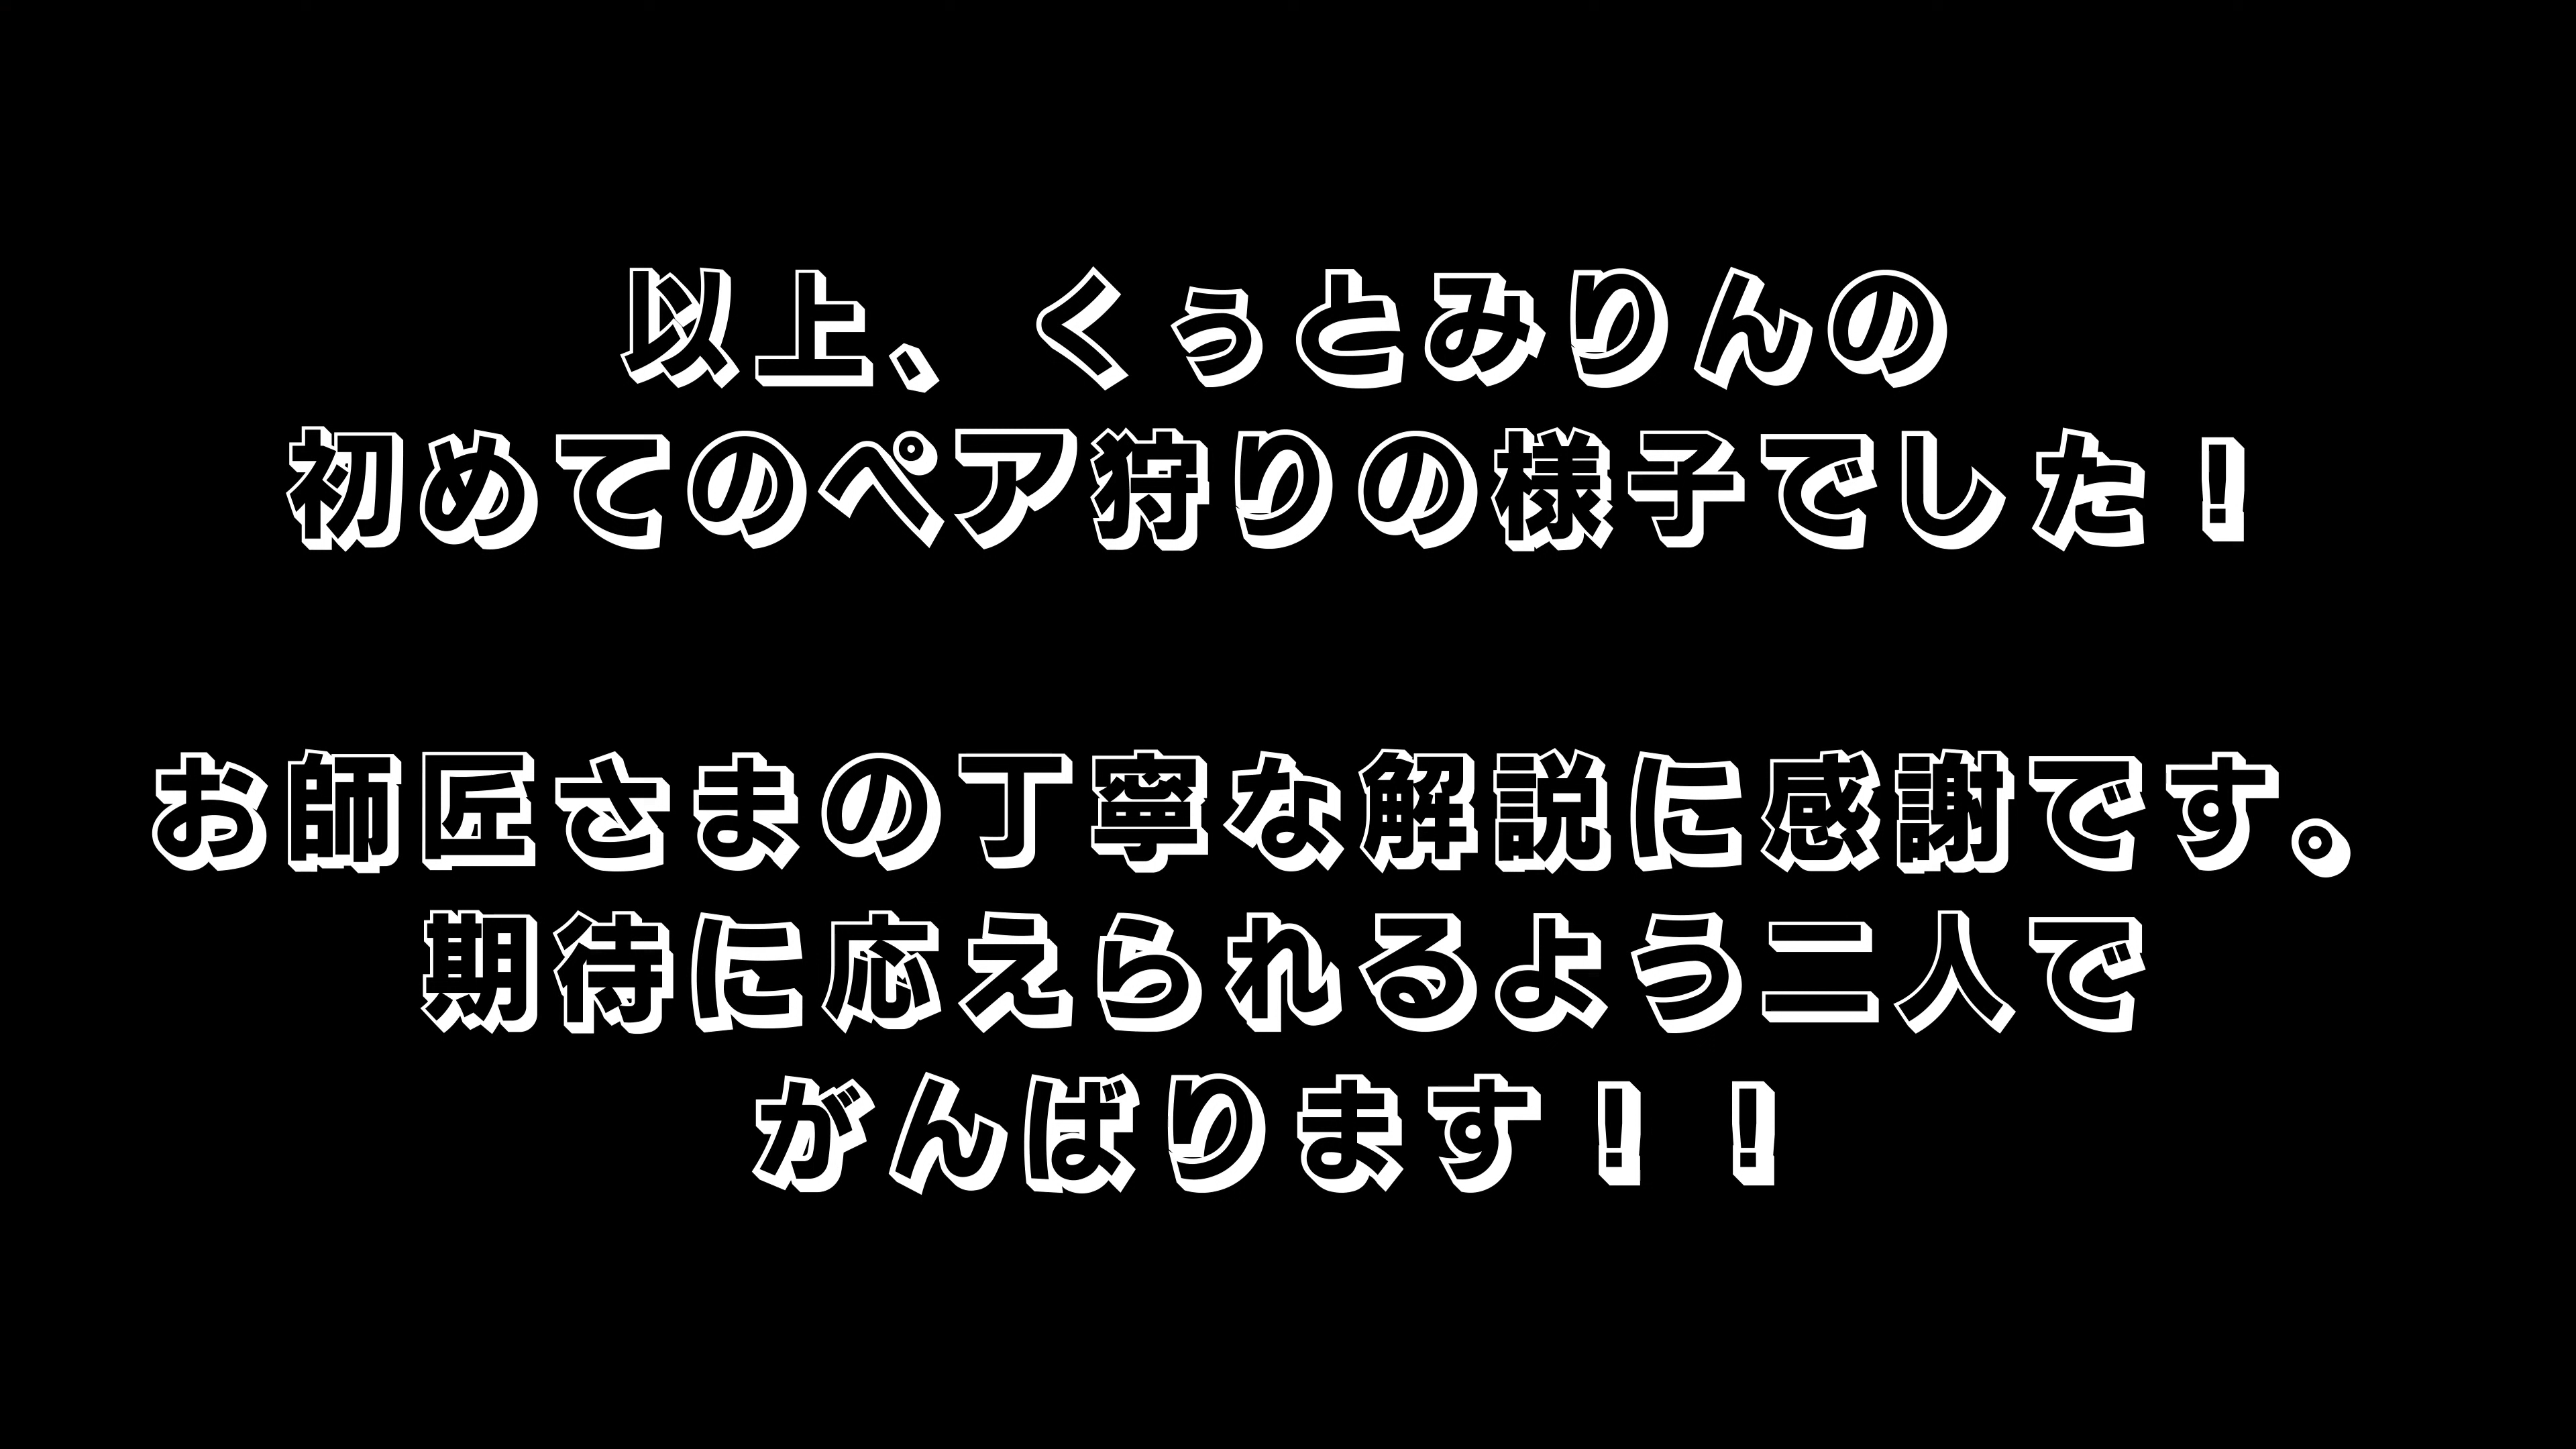 以上、くぅとみりんの
初めてのペア狩りの様子でした！
お師匠さまの丁寧な解説に感謝です。
期待に応えられるよう二人で
がんばります！！